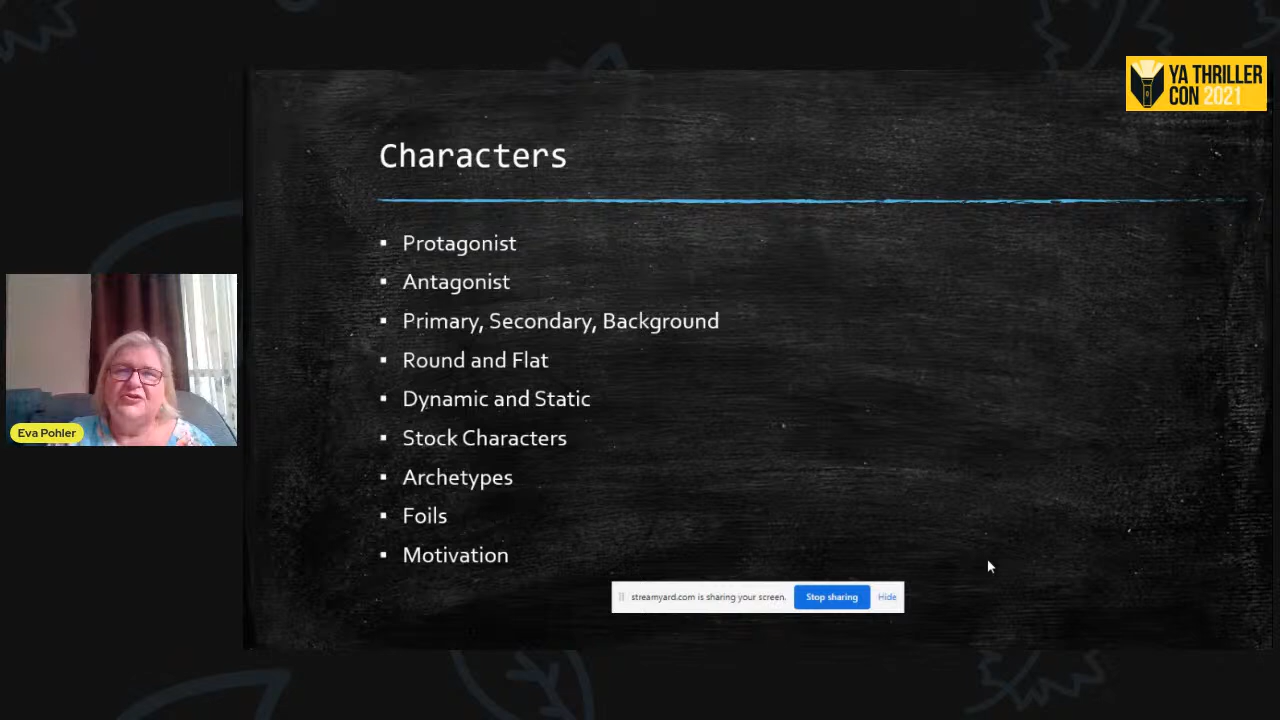 YA THRILLER
CON 2021
Characters
▪ Protagonist
▪ Antagonist
▪ Primary, Secondary, Background
▪ Round and Flat
▪ Dynamic and Static
▪ Stock Characters
▪ Archetypes
▪ Foils
▪ Motivation
Eva Pohler
streamyard.com is sharing your screen. Stop sharing Hide